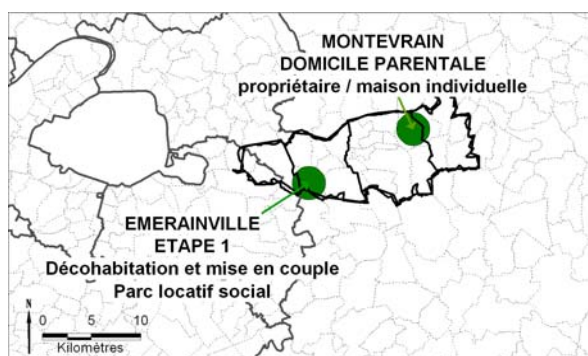 MONTEVRAIN
DOMICILE PARENTALE
propriétaire / maison individuelle
EMERAINVILLE
ETAPE 1
Décohabitation et mise en couple
Parc locatif social
N
0 5 10
Kilomètres